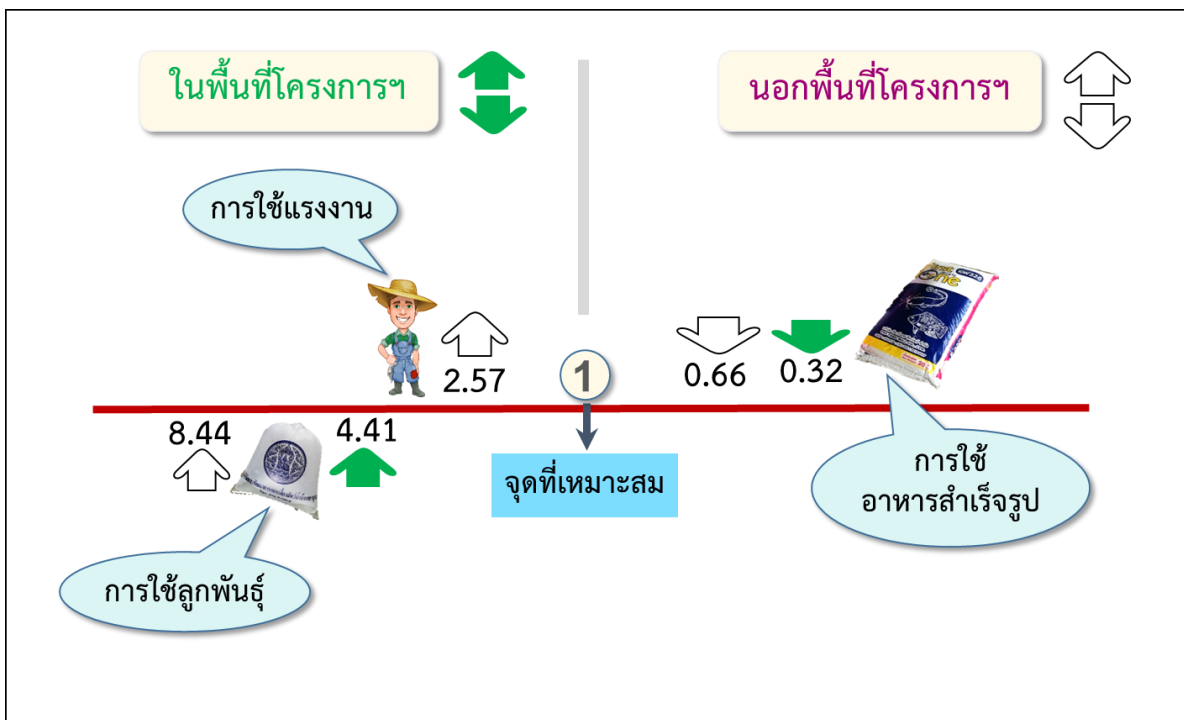 ในพื้นที่โครงการฯ
นอกพื้นที่โครงการฯ
การใช้แรงงาน
2.57
1
0.66
0.32
8.44
4.41
จุดที่เหมาะสม
การใช้
อาหารสำเร็จรูป
การใช้ลูกพันธุ์